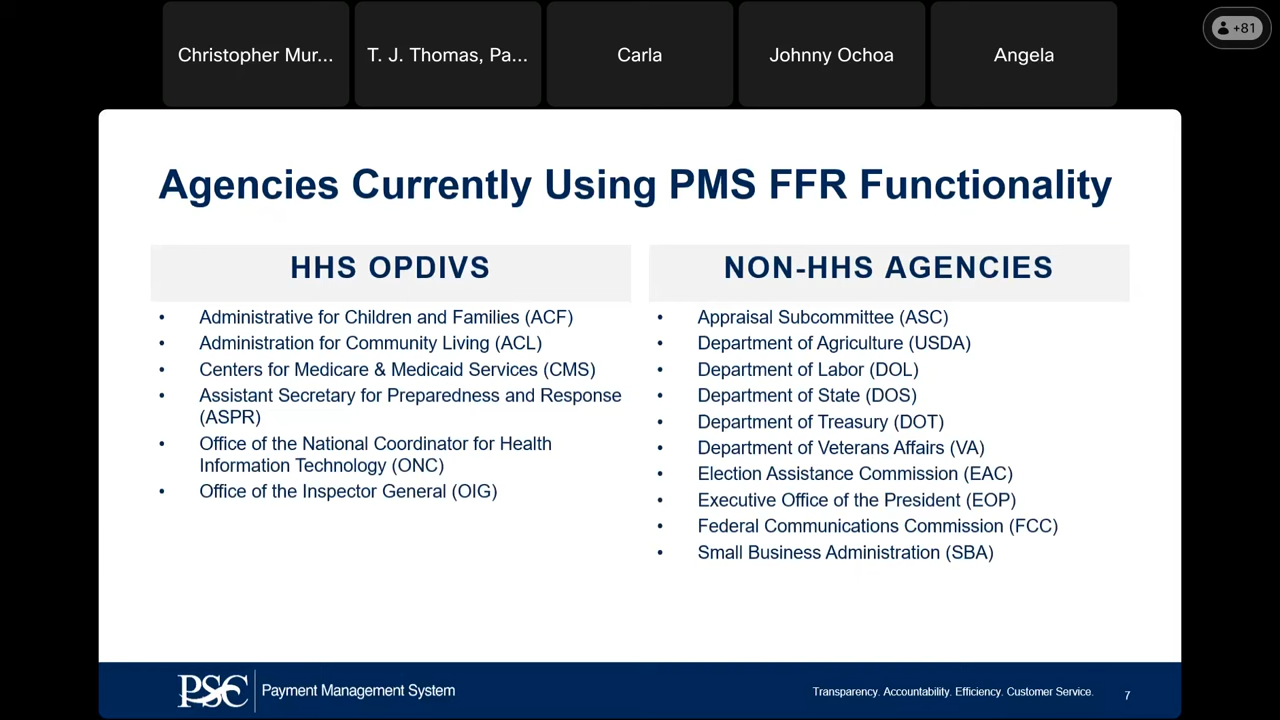 Christopher Mur...
T. J. Thomas, Pa...
Carla
Johnny Ochoa
Angela
+81
Agencies Currently Using PMS FFR Functionality
HHS OPDIVS
• Administrative for Children and Families (ACF)
• Administration for Community Living (ACL)
• Centers for Medicare & Medicaid Services (CMS)
• Assistant Secretary for Preparedness and Response
(ASPR)
• Office of the National Coordinator for Health
Information Technology (ONC)
• Office of the Inspector General (OIG)
NON-HHS AGENCIES
• Appraisal Subcommittee (ASC)
• Department of Agriculture (USDA)
• Department of Labor (DOL)
• Department of State (DOS)
• Department of Treasury (DOT)
• Department of Veterans Affairs (VA)
• Election Assistance Commission (EAC)
• Executive Office of the President (EOP)
• Federal Communications Commission (FCC)
• Small Business Administration (SBA)
PSC
Payment Management System
Transparency. Accountability. Efficiency. Customer Service.
7